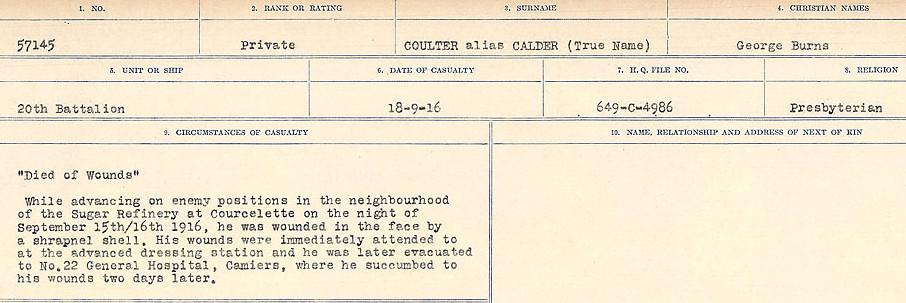 1. NO. 2. RANK OR RATING 3. SURNAME 4. CHRISTIAN NAMES
57145 Private COULTER alias CALDER (True Name) George Burns
5. UNIT OR SHIP 6. DATE OF CASUALTY 7. H. Q. FILE NO. 8. RELIGION
20th Battalion 18-9-16 649-C-4986 Presbyterian
9. CIRCUMSTANCES OF CASUALTY 10. NAME, RELATIONSHIP AND ADDRESS OF NEXT OF KIN
"Died of Wounds"
While advancing on enemy positions in the neighbourhood
of the Sugar Refinery at Courcelette on the night of
September 15th/16th 1916, he was wounded in the face by
a shrapnel shell. His wounds were immediately attended to
at the advanced dressing station and he was later evacuated
to No.22 General Hospital, Camiers, where he succumbed to
his wounds two days later.